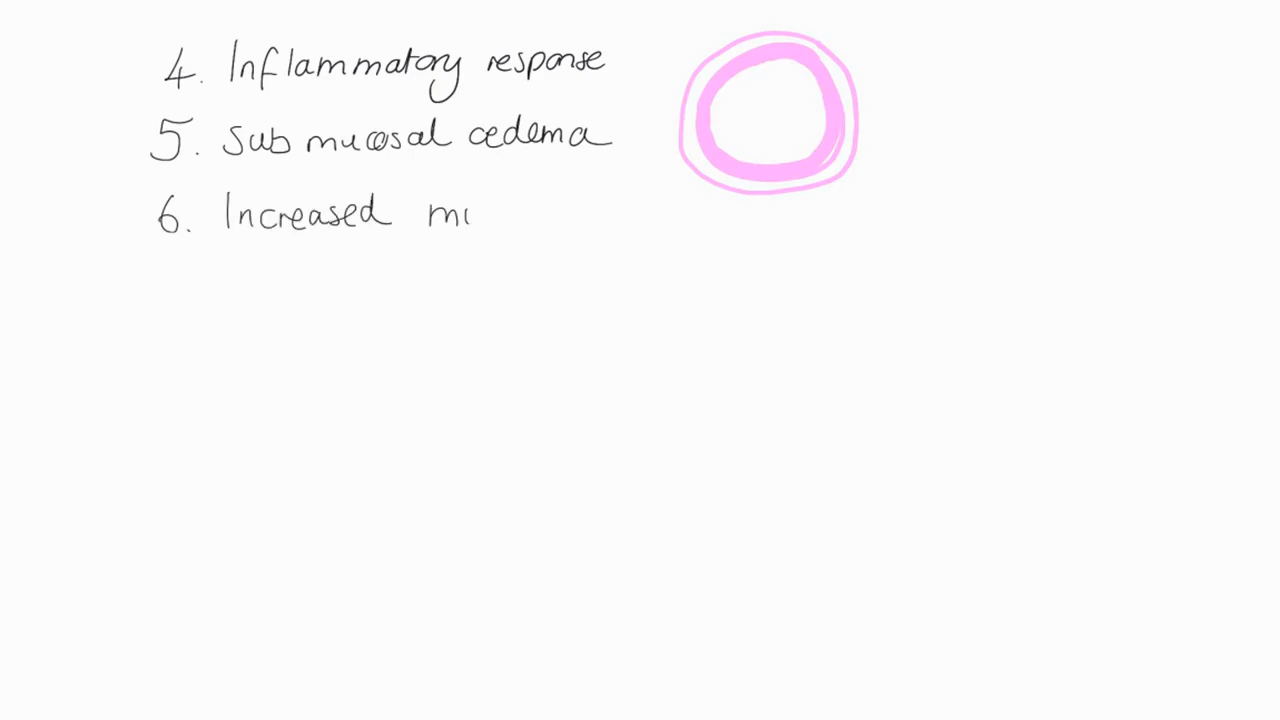 4. Inflammatory response
5. Sub mucosal oedema
6. Increased